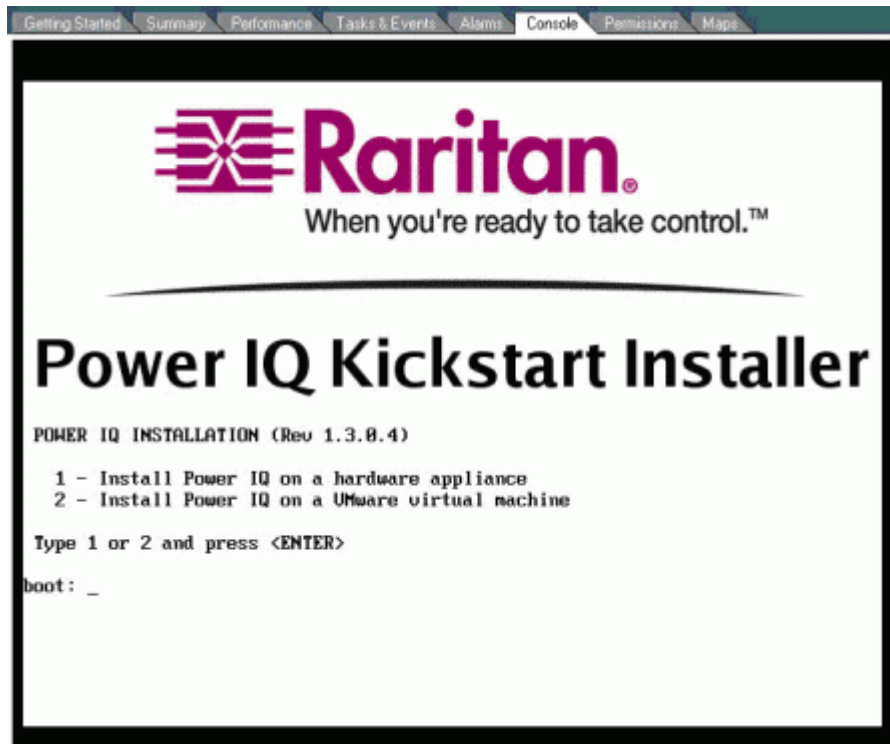 Getting Started Summary Performance Tasks & Events Alarms Console Permissions Maps
Raritan®
When you're ready to take control.™
Power IQ Kickstart Installer
POWER IQ INSTALLATION (Rev 1.3.0.4)
1 - Install Power IQ on a hardware appliance
2 - Install Power IQ on a VMware virtual machine
Type 1 or 2 and press <ENTER>
boot: _